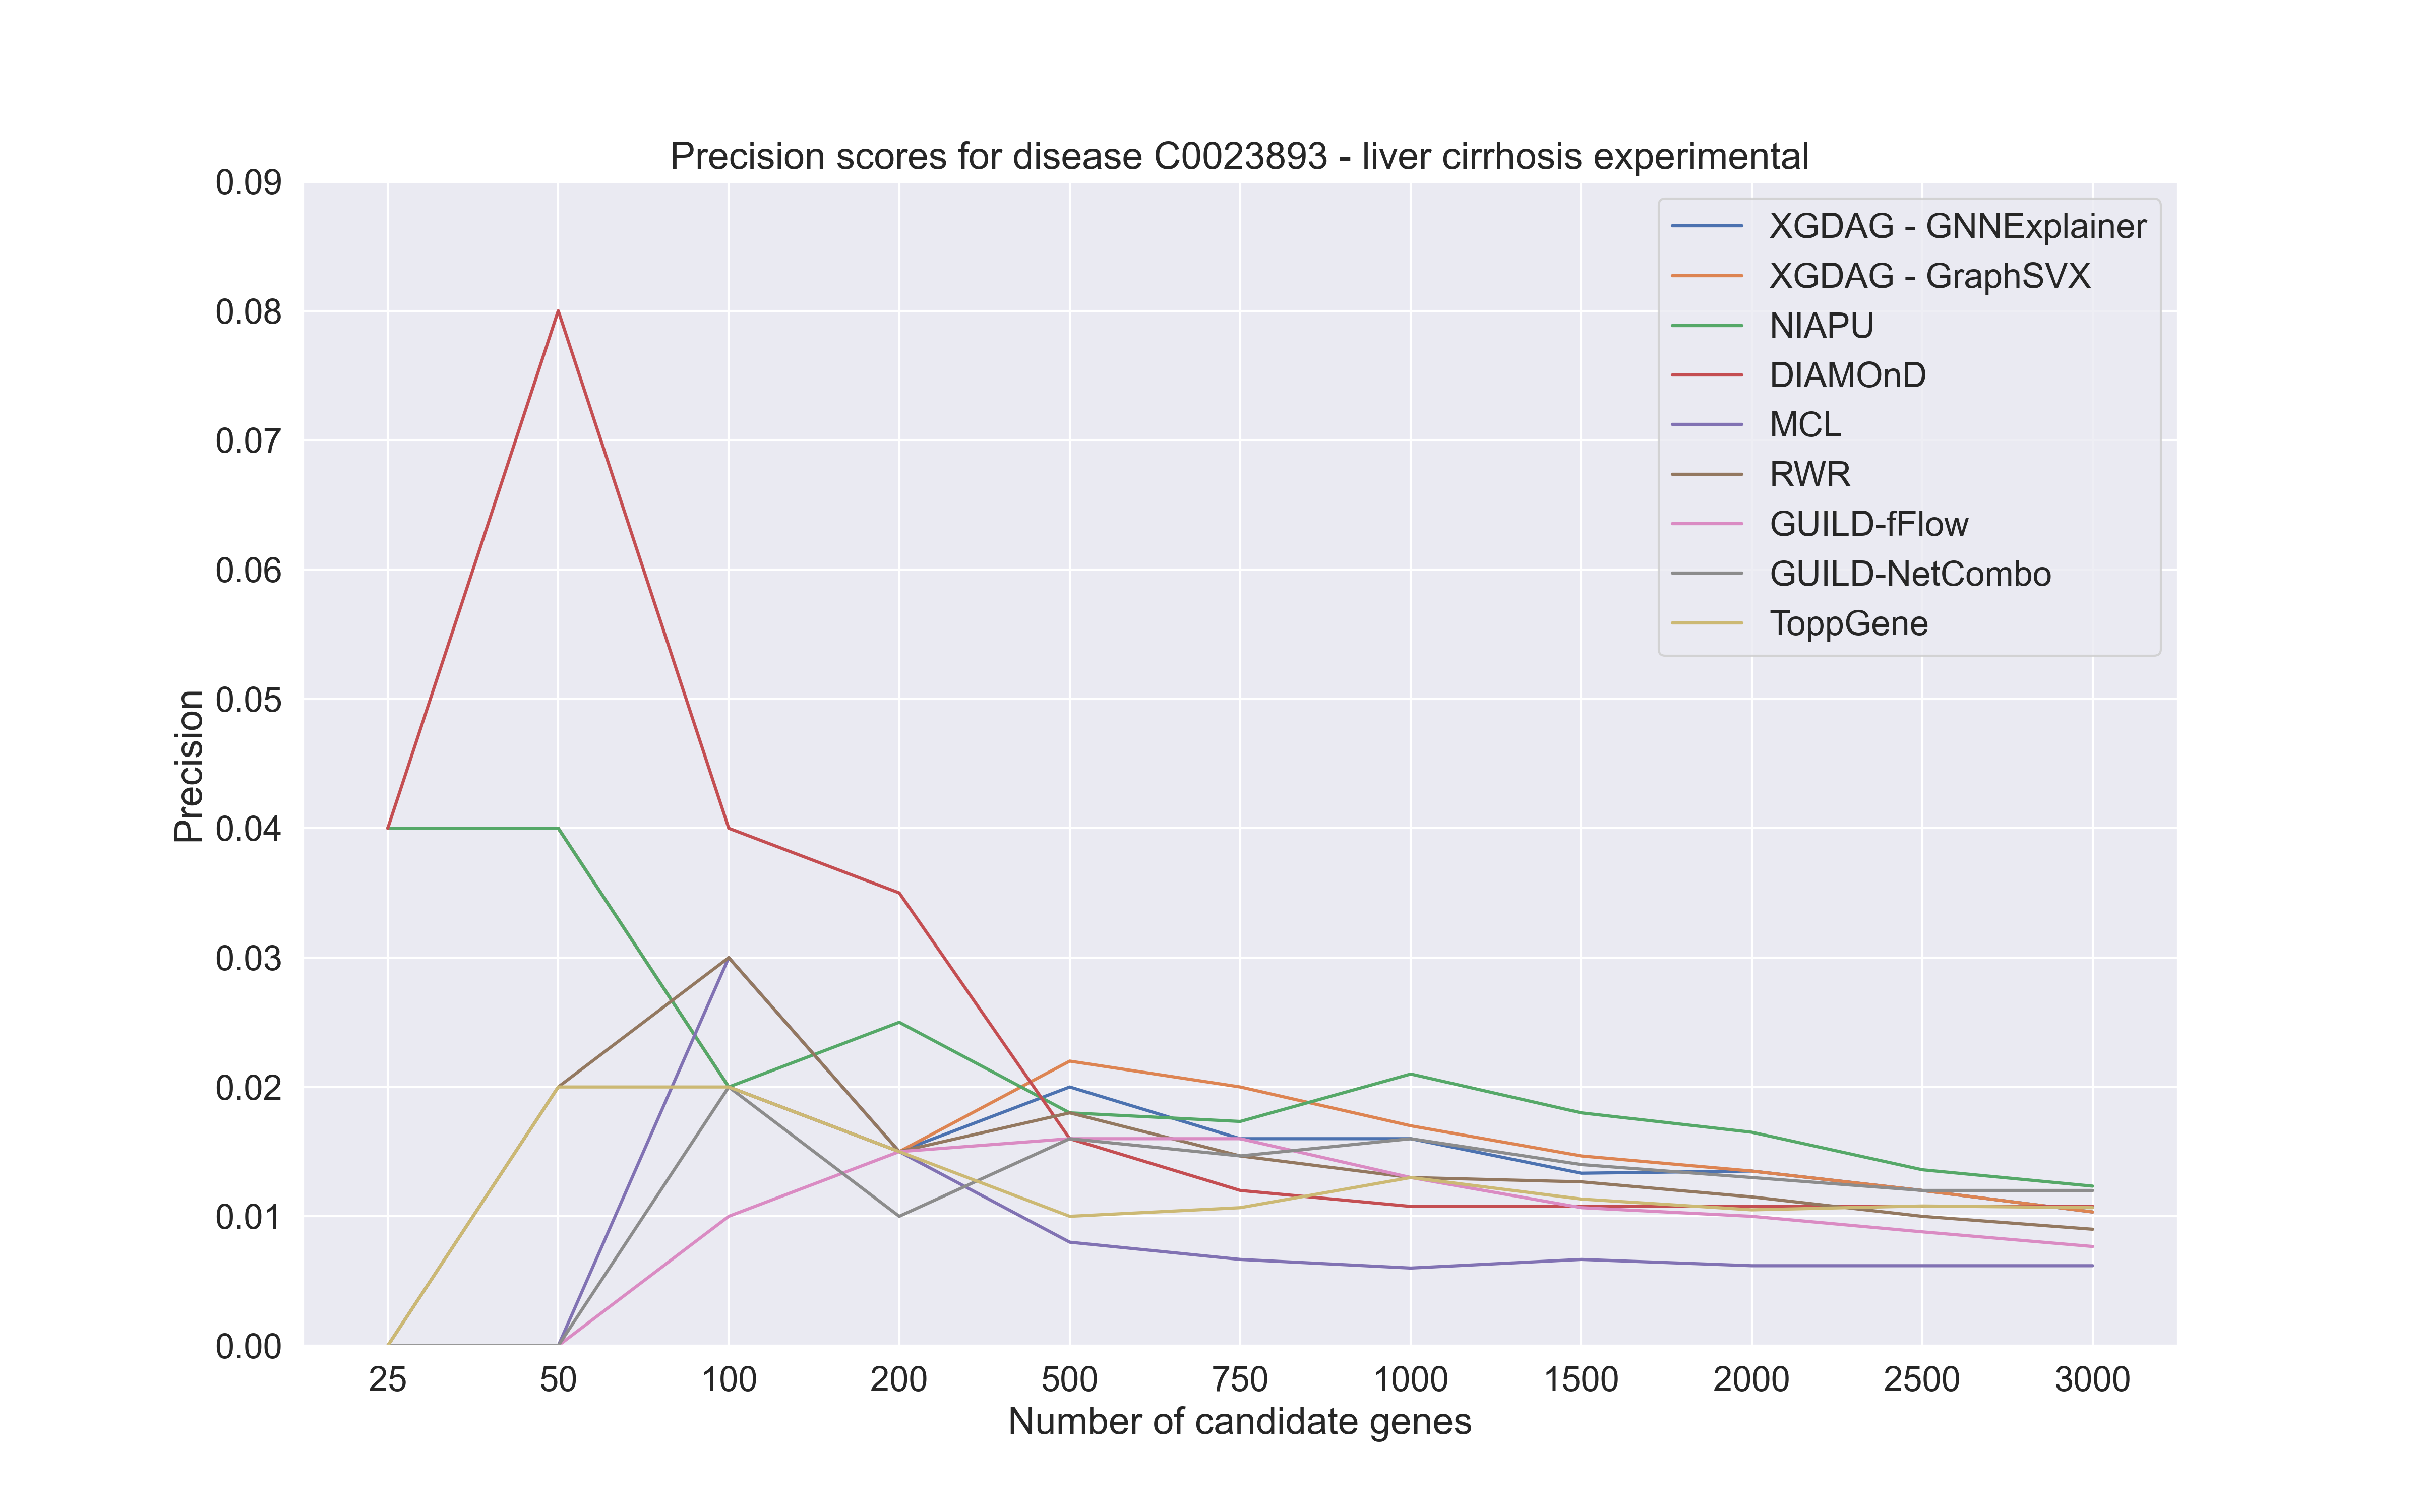 Precision scores for disease C0023893 - liver cirrhosis experimental
0.09
0.08
0.07
0.06
0.05
0.04
0.03
0.02
0.01
0.00
Precision
XGDAG - GNNExplainer
XGDAG - GraphSVX
NIAPU
DIAMOnD
MCL
RWR
GUILD-fFlow
GUILD-NetCombo
ToppGene
25 50 100 200 500 750 1000 1500 2000 2500 3000
Number of candidate genes